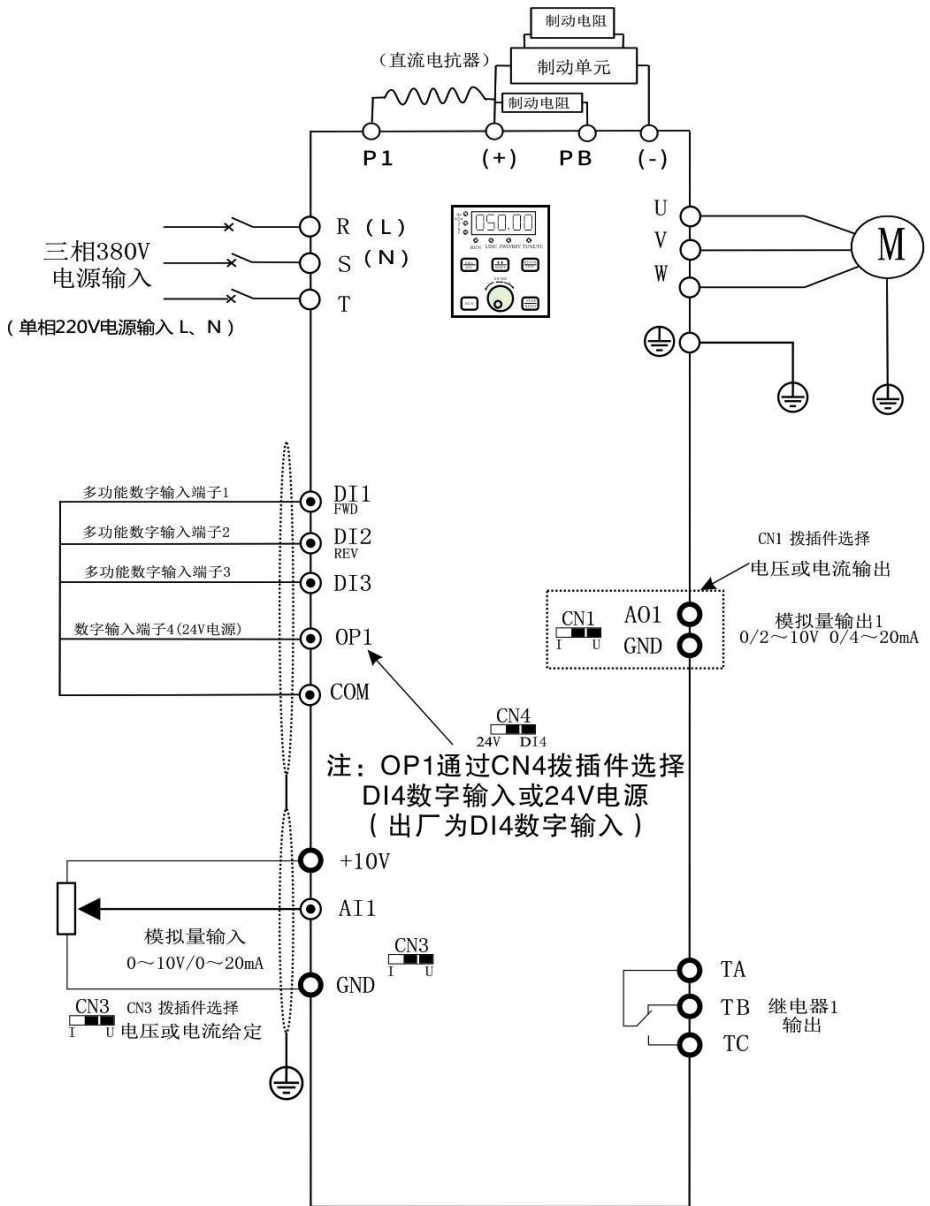 制动电阻
（直流电抗器）
制动单元
制动电阻
P1
(+)
PB
(-)
R (L)
S (N)
T
三相380V
电源输入
（单相220V电源输入 L、N）
050.00
RUN
U
V
W
M
多功能数字输入端子1
DI1
FWD
多功能数字输入端子2
DI2
REV
多功能数字输入端子3
DI3
数字输入端子4(24V电源)
OP1
COM
CN1 拨插件选择
电压或电流输出
CN1
I U
AO1
GND
模拟量输出1
0/2～10V 0/4～20mA
CN4
24V DI4
注：OP1通过CN4拨插件选择
DI4数字输入或24V电源
（出厂为DI4数字输入）
+10V
AI1
模拟量输入
0～10V/0～20mA
CN3
I U
GND
CN3
I U
CN3 拨插件选择
电压或电流给定
TA
TB
TC
继电器1
输出